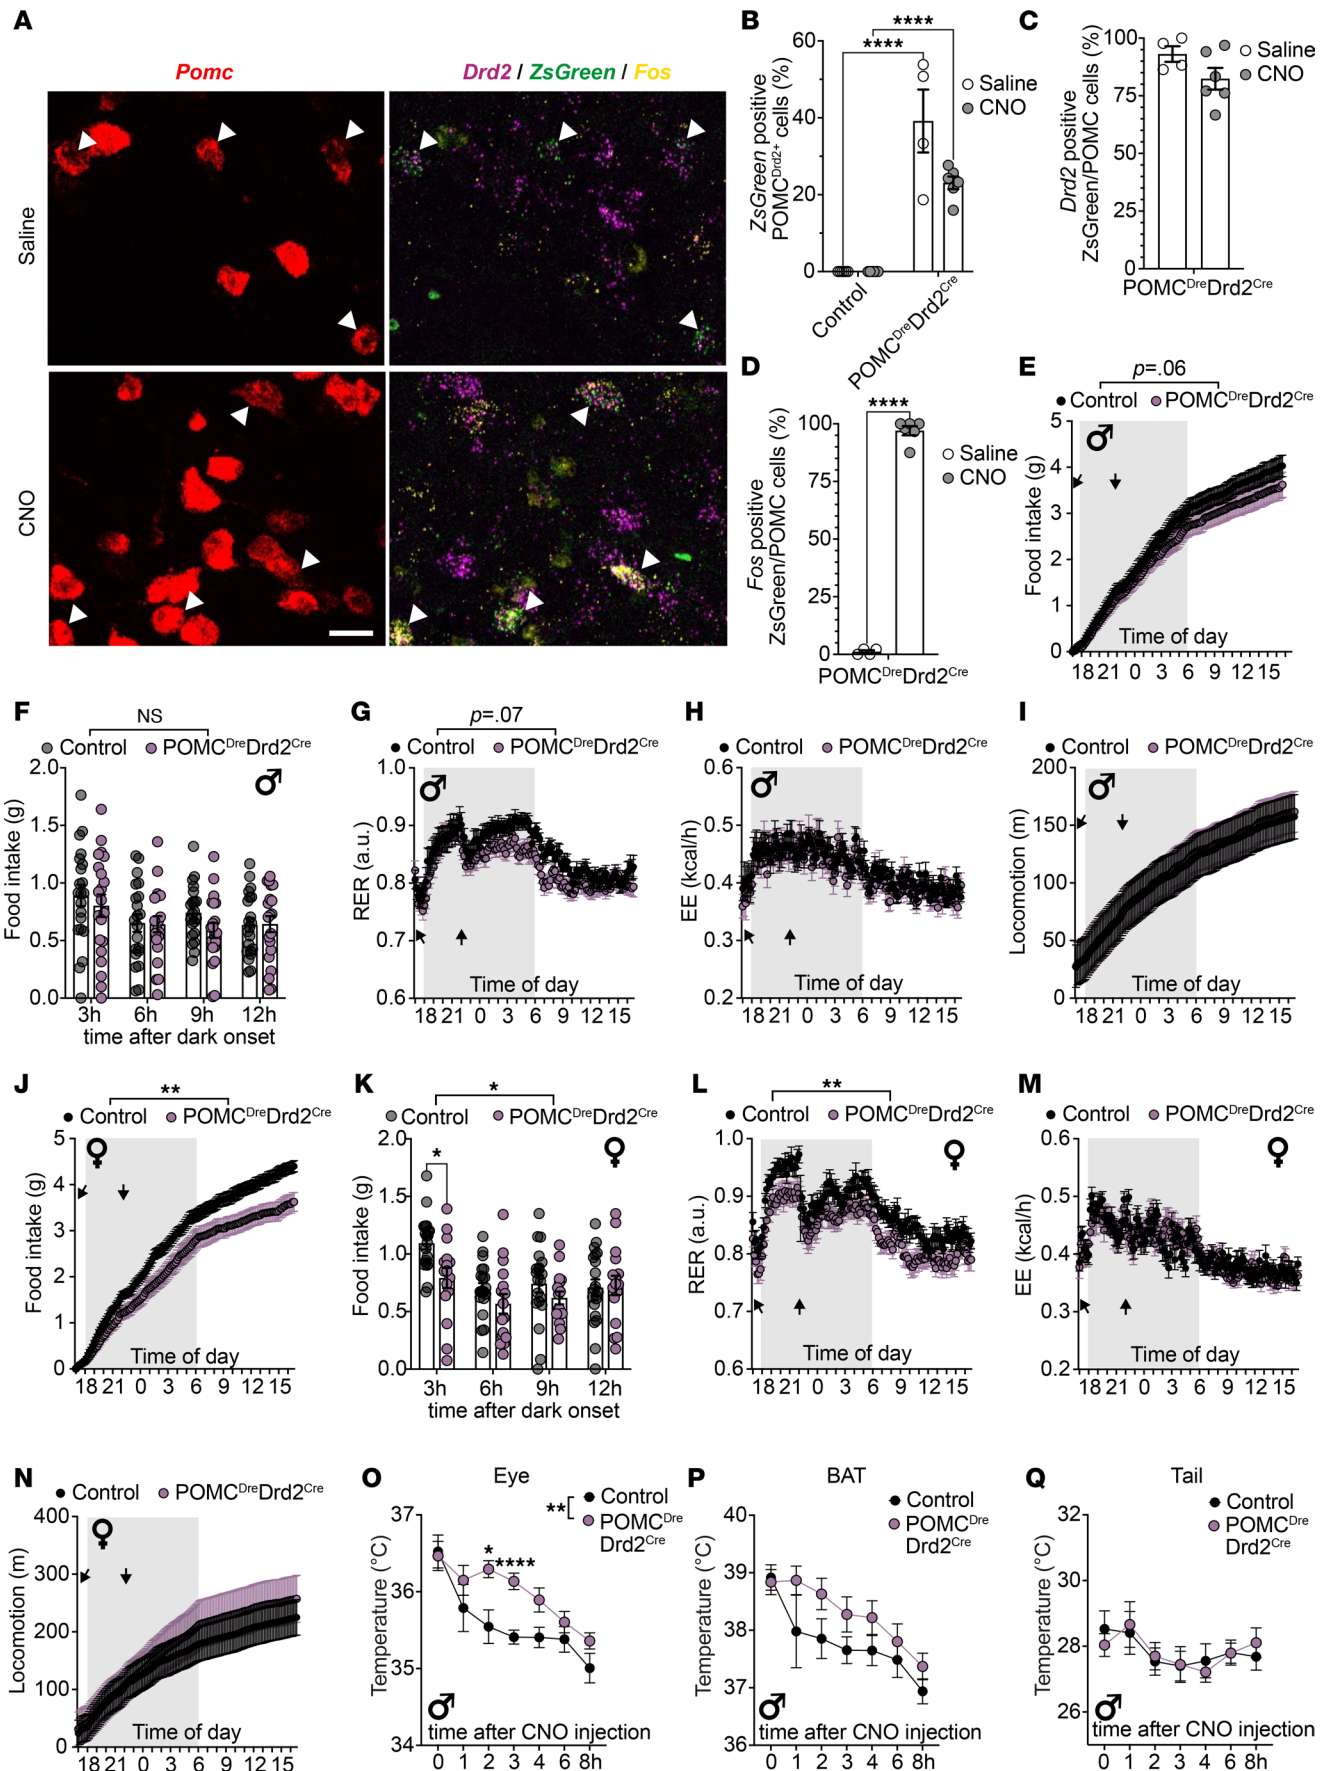 A
Pomc
Drd2 / ZsGreen / Fos
Saline
CNO
B
****
****
60
40
20
0
ZsGreen positive
POMCDrd2+ cells (%)
Saline
CNO
Control
POMCDreDrd2Cre
C
100
75
50
25
0
Drd2 positive
ZsGreen/POMC cells (%)
Saline
CNO
POMCDreDrd2Cre
D
****
100
75
50
25
0
Fos positive
ZsGreen/POMC cells (%)
Saline
CNO
POMCDreDrd2Cre
E
p=.06
Control POMCDreDrd2Cre
♂
5
4
3
2
1
0
Food intake (g)
Time of day
18 21 0 3 6 9 12 15
F
NS
Control POMCDreDrd2Cre
♂
2.0
1.5
1.0
0.5
0.0
Food intake (g)
3h 6h 9h 12h
time after dark onset
G
p=.07
Control POMCDreDrd2Cre
♂
1.0
0.9
0.8
0.7
0.6
RER (a.u.)
Time of day
18 21 0 3 6 9 12 15
H
Control POMCDreDrd2Cre
♂
0.6
0.5
0.4
0.3
0.2
EE (kcal/h)
Time of day
18 21 0 3 6 9 12 15
I
Control POMCDreDrd2Cre
♂
200
150
100
50
0
Locomotion (m)
Time of day
18 21 0 3 6 9 12 15
J
**
Control POMCDreDrd2Cre
♀
5
4
3
2
1
0
Food intake (g)
Time of day
18 21 0 3 6 9 12 15
K
*
Control POMCDreDrd2Cre
♀
*
2.0
1.5
1.0
0.5
0.0
Food intake (g)
3h 6h 9h 12h
time after dark onset
L
**
Control POMCDreDrd2Cre
♀
1.0
0.9
0.8
0.7
0.6
RER (a.u.)
Time of day
18 21 0 3 6 9 12 15
M
Control POMCDreDrd2Cre
♀
0.6
0.5
0.4
0.3
0.2
EE (kcal/h)
Time of day
18 21 0 3 6 9 12 15
N
Control POMCDreDrd2Cre
♀
400
300
200
100
0
Locomotion (m)
Time of day
18 21 0 3 6 9 12 15
O
Eye
** Control
POMCDre
Drd2Cre
* ****
37
36
35
34
Temperature (°C)
♂
time after CNO injection
0 1 2 3 4 6 8h
P
BAT
Control
POMCDre
Drd2Cre
40
39
38
37
36
Temperature (°C)
♂
time after CNO injection
0 1 2 3 4 6 8h
Q
Tail
Control
POMCDre
Drd2Cre
32
30
28
26
Temperature (°C)
♂
time after CNO injection
0 1 2 3 4 6 8h